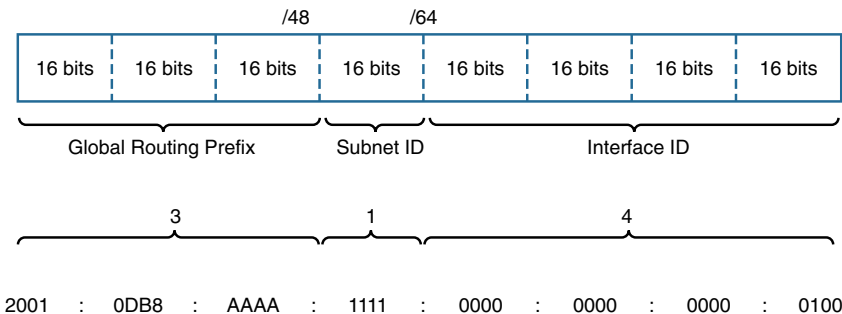 /48 /64
16 bits 16 bits 16 bits 16 bits 16 bits 16 bits 16 bits 16 bits
Global Routing Prefix Subnet ID Interface ID
3 1 4
2001 : 0DB8 : AAAA : 1111 : 0000 : 0000 : 0000 : 0100